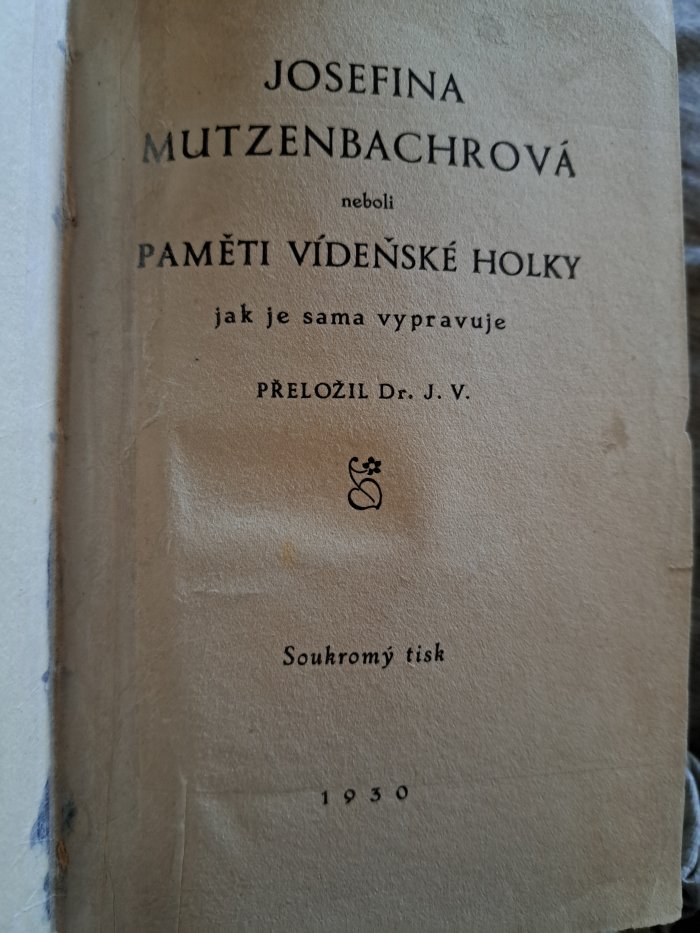 JOSEFINA
MUTZENBACHROVÁ
neboli
PAMĚTI VÍDEŇSKÉ HOLKY
jak je sama vypravuje
PŘELOŽIL Dr. J. V.
Soukromý tisk
1930